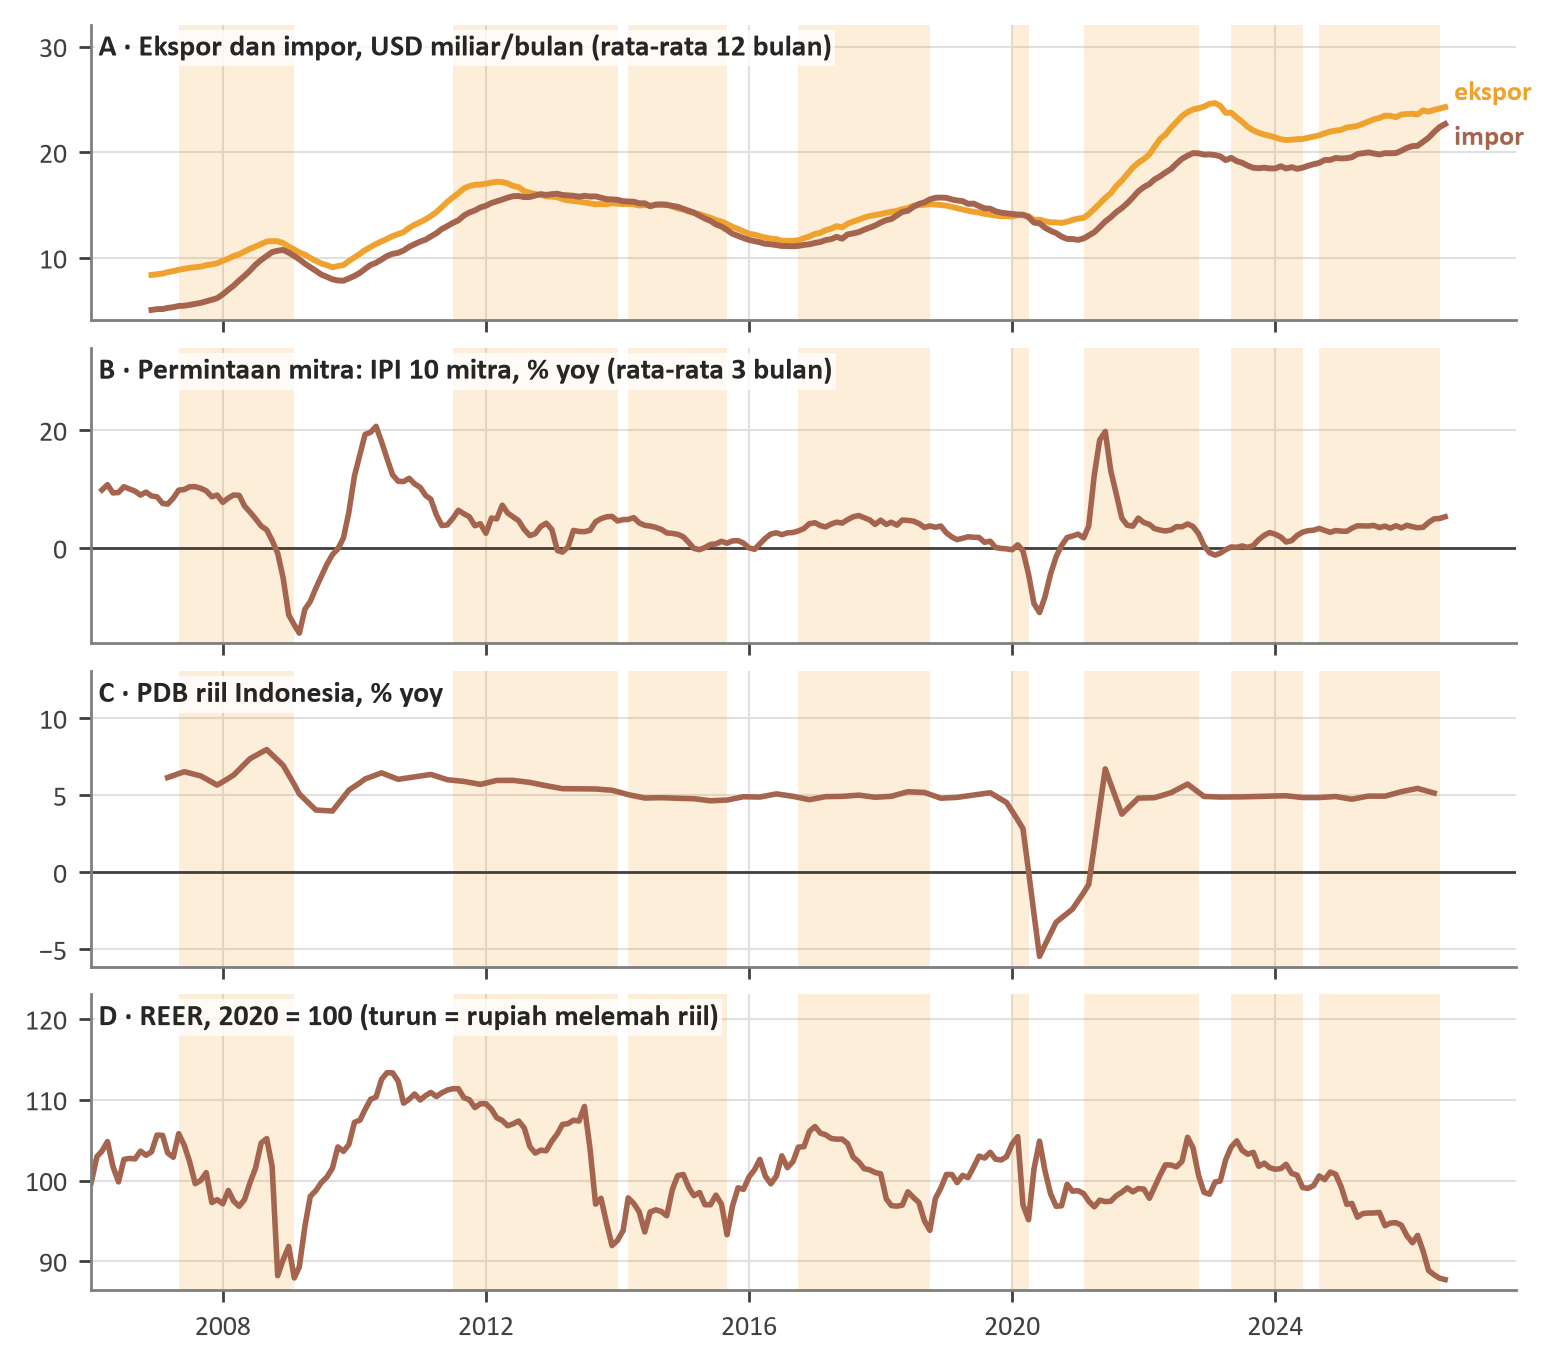 A · Ekspor dan impor, USD miliar/bulan (rata-rata 12 bulan)
30
20
10
ekspor
impor
B · Permintaan mitra: IPI 10 mitra, % yoy (rata-rata 3 bulan)
20
0
C · PDB riil Indonesia, % yoy
10
5
0
−5
D · REER, 2020 = 100 (turun = rupiah melemah riil)
120
110
100
90
2008 2012 2016 2020 2024